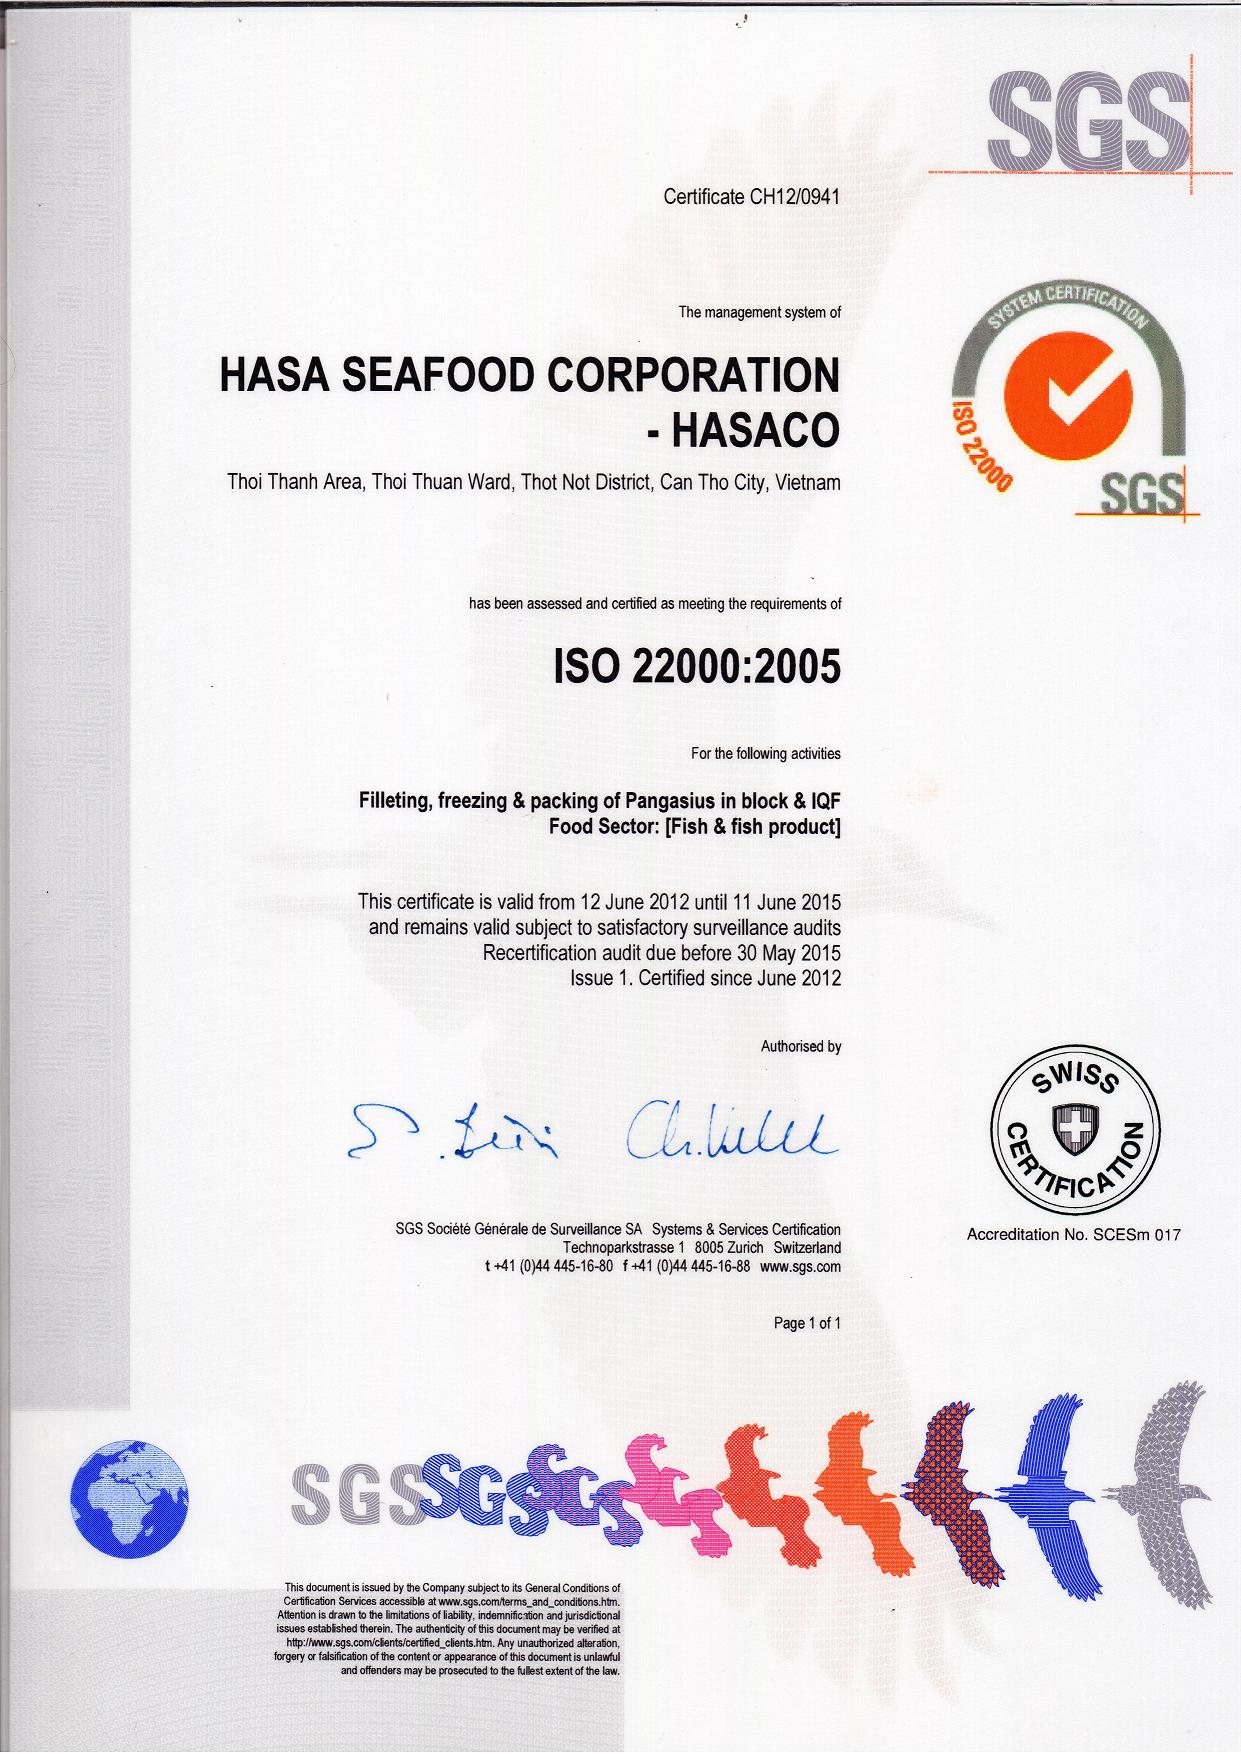 SGS
Certificate CH12/0941
The management system of
HASA SEAFOOD CORPORATION
- HASACO
Thoi Thanh Area, Thoi Thuan Ward, Thot Not District, Can Tho City, Vietnam
SYSTEM CERTIFICATION
ISO 22000
SGS
has been assessed and certified as meeting the requirements of
ISO 22000:2005
For the following activities
Filleting, freezing & packing of Pangasius in block & IQF
Food Sector: [Fish & fish product]
This certificate is valid from 12 June 2012 until 11 June 2015
and remains valid subject to satisfactory surveillance audits
Recertification audit due before 30 May 2015
Issue 1. Certified since June 2012
Authorised by
SWISS
CERTIFICATION
Accreditation No. SCESm 017
SGS Société Générale de Surveillance SA Systems & Services Certification
Technoparkstrasse 1 8005 Zurich Switzerland
t +41 (0)44 445-16-80 f +41 (0)44 445-16-88 www.sgs.com
Page 1 of 1
SGS SGS SGS
This document is issued by the Company subject to its General Conditions of
Certification Services accessible at www.sgs.com/terms_and_conditions.htm.
Attention is drawn to the limitations of liability, indemnification and jurisdictional
issues established therein. The authenticity of this document may be verified at
http://www.sgs.com/clients/certified_clients.htm. Any unauthorized alteration,
forgery or falsification of the content or appearance of this document is unlawful
and offenders may be prosecuted to the fullest extent of the law.